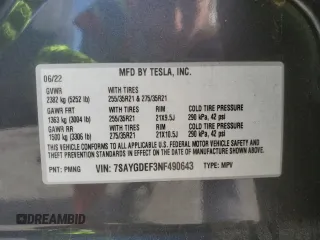 MFD BY TESLA, INC.
06/22
GVWR WITH TIRES
2382 kg (5252 lb) 255/35R21 & 275/35R21
GAWR FRT WITH TIRES RIM COLD TIRE PRESSURE
1363 kg (3004 lb) 255/35R21 21X9.5J 290 kPa, 42 psi
GAWR RR WITH TIRES RIM COLD TIRE PRESSURE
1500 kg (3306 lb) 275/35R21 21X10.5J 290 kPa, 42 psi
THIS VEHICLE CONFORMS TO ALL APPLICABLE FEDERAL MOTOR VEHICLE
SAFETY, BUMPER AND THEFT PREVENTION STANDARDS IN EFFECT ON
THE DATE OF MANUFACTURE SHOWN ABOVE.
PNT: PMNG VIN: 7SAYGDEF3NF490643 TYPE: MPV
DREAMBID